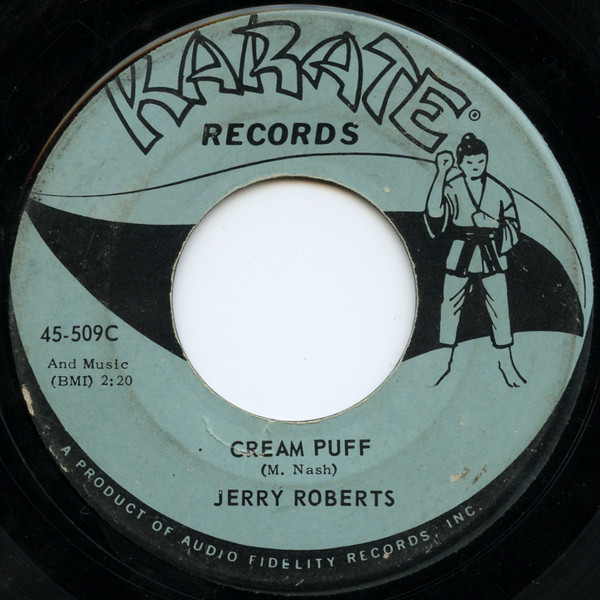 KARATE®
RECORDS
45-509C
And Music
(BMI) 2:20
CREAM PUFF
(M. Nash)
JERRY ROBERTS
A PRODUCT OF AUDIO FIDELITY RECORDS, INC.